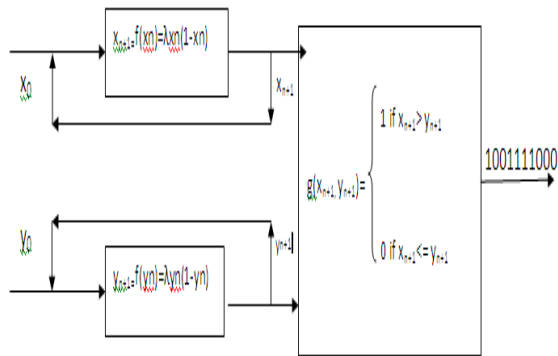 xn+1=f(xn)=λxn(1-xn)
x0
xn+1
1 if xn+1>yn+1
g(xn+1, yn+1)=
1001111000
0 if xn+1<=yn+1
y0
yn+1
yn+1=f(yn)=λyn(1-yn)